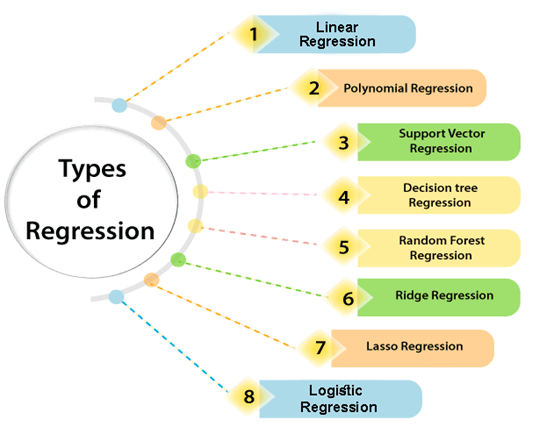 Types
of
Regression
1
Linear
Regression
2
Polynomial Regression
3
Support Vector
Regression
4
Decision tree
Regression
5
Random Forest
Regression
6
Ridge Regression
7
Lasso Regression
8
Logistic
Regression